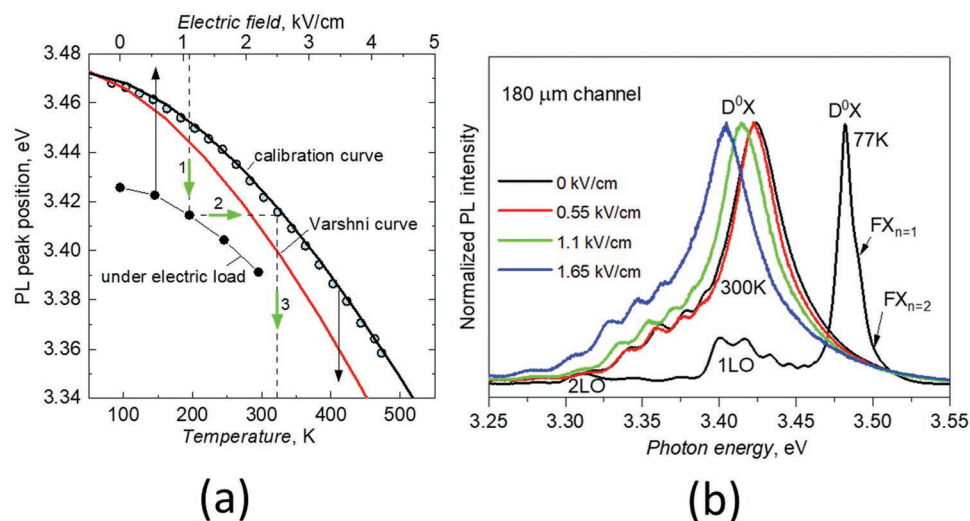 (a)
Electric field, kV/cm
0 1 2 3 4 5
PL peak position, eV
3.48
3.46
3.44
3.42
3.40
3.38
3.36
3.34
1
2
3
calibration curve
Varshni curve
under electric load
100 200 300 400 500
Temperature, K
(a)
(b)
180 µm channel
D⁰X
D⁰X
77K
0 kV/cm
0.55 kV/cm
1.1 kV/cm
1.65 kV/cm
FXn=1
300K
FXn=2
1LO
2LO
Normalized PL intensity
3.25 3.30 3.35 3.40 3.45 3.50 3.55
Photon energy, eV
(b)